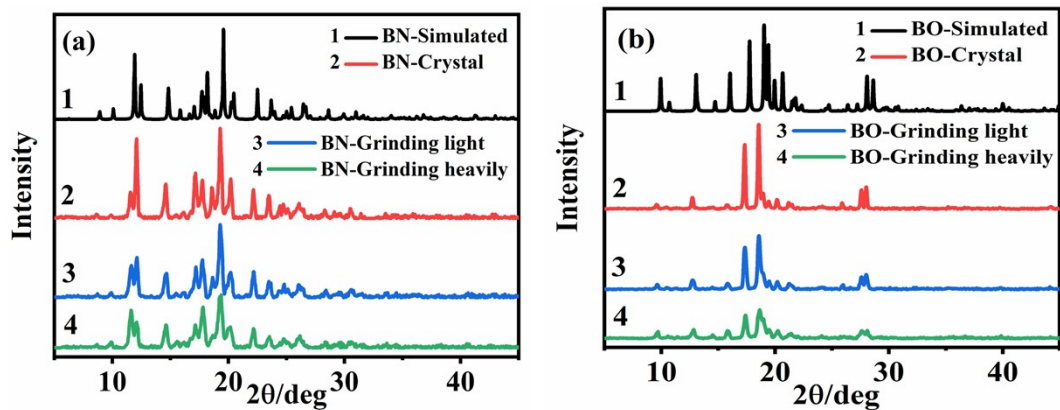 (a)
1 BN-Simulated
2 BN-Crystal
1
3 BN-Grinding light
4 BN-Grinding heavily
2
3
4
Intensity
10 20 30 40
2θ/deg
(b)
1 BO-Simulated
2 BO-Crystal
1
3 BO-Grinding light
4 BO-Grinding heavily
2
3
4
Intensity
10 20 30 40
2θ/deg